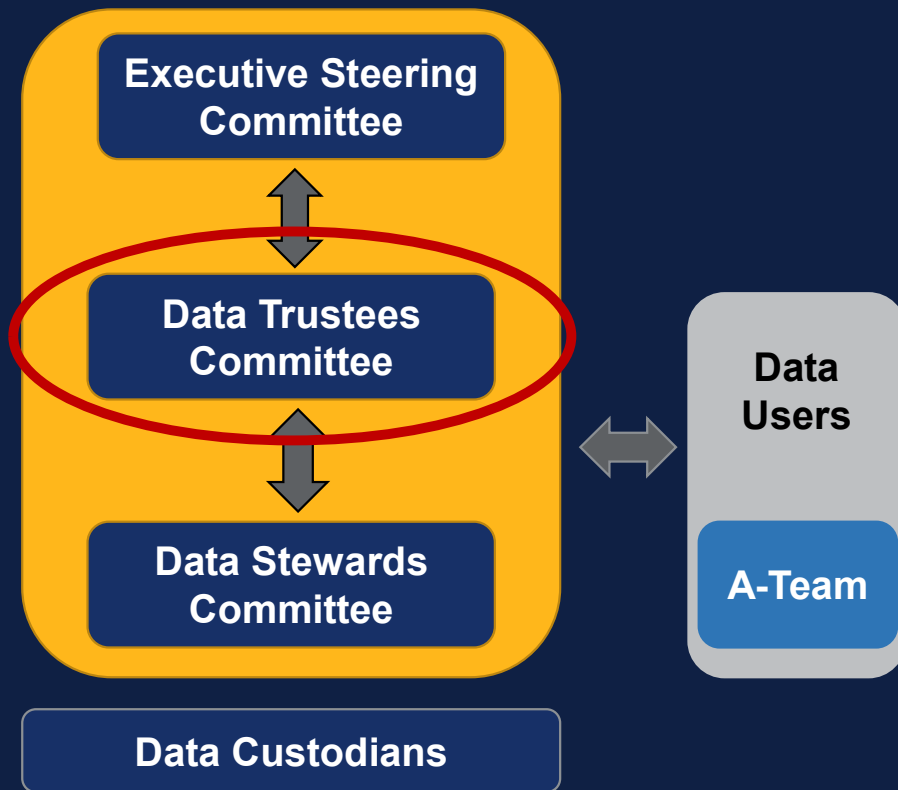 Executive Steering
Committee
Data Trustees
Committee
Data Stewards
Committee
Data
Users
A-Team
Data Custodians